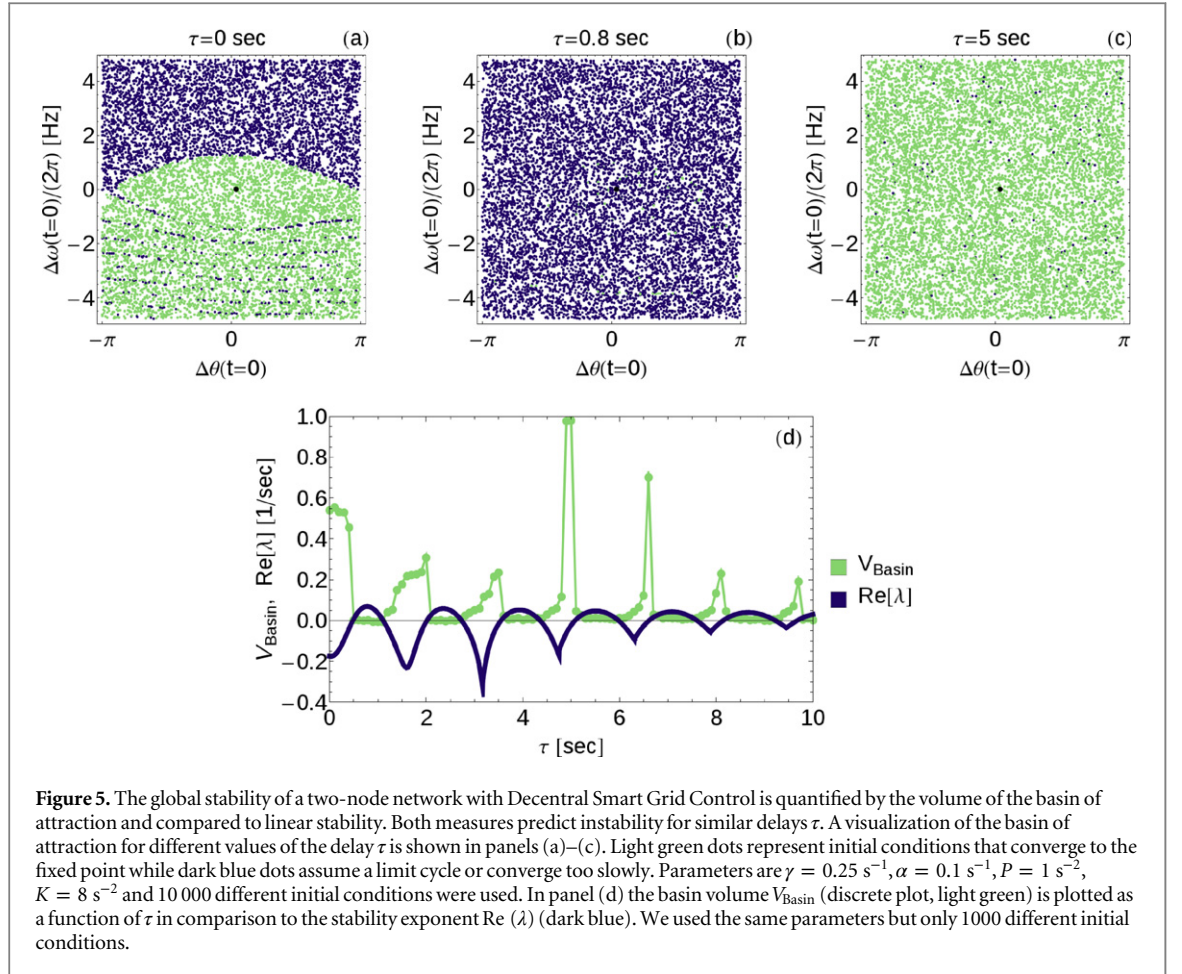 τ=0 sec (a)
τ=0.8 sec (b)
τ=5 sec (c)
Δω(t=0)/(2π) [Hz]
4
2
0
−2
−4
−π 0 π
Δθ(t=0)
Δω(t=0)/(2π) [Hz]
4
2
0
−2
−4
−π 0 π
Δθ(t=0)
Δω(t=0)/(2π) [Hz]
4
2
0
−2
−4
−π 0 π
Δθ(t=0)
(d)
V_Basin, Re[λ] [1/sec]
1.0
0.8
0.6
0.4
0.2
0.0
−0.2
−0.4
0 2 4 6 8 10
τ [sec]
V_Basin
Re[λ]
Figure 5. The global stability of a two-node network with Decentral Smart Grid Control is quantified by the volume of the basin of
attraction and compared to linear stability. Both measures predict instability for similar delays τ. A visualization of the basin of
attraction for different values of the delay τ is shown in panels (a)–(c). Light green dots represent initial conditions that converge to the
fixed point while dark blue dots assume a limit cycle or converge too slowly. Parameters are γ = 0.25 s⁻¹, α = 0.1 s⁻¹, P = 1 s⁻²,
K = 8 s⁻² and 10 000 different initial conditions were used. In panel (d) the basin volume V_Basin (discrete plot, light green) is plotted as
a function of τ in comparison to the stability exponent Re (λ) (dark blue). We used the same parameters but only 1000 different initial
conditions.